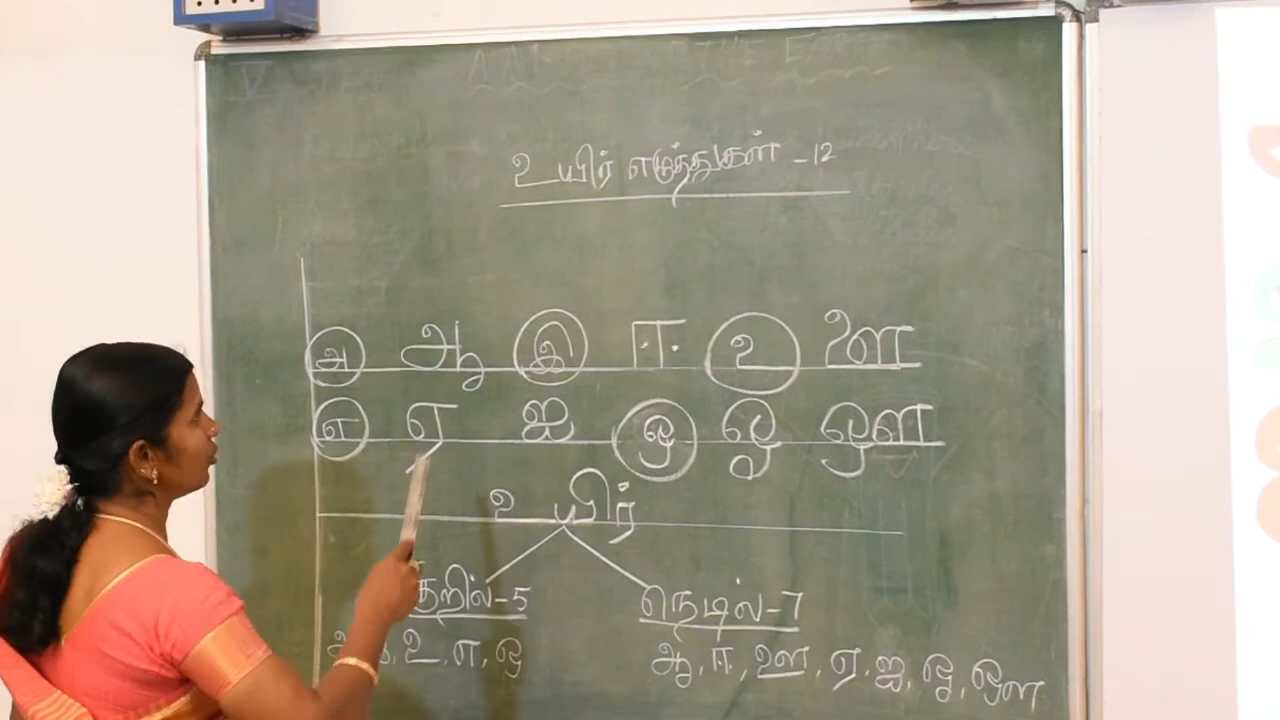 உயிர் எழுத்துகள் - 12
அ ஆ இ ஈ உ ஊ
எ ஏ ஐ ஒ ஓ ஔ
உயிர்
குறில் - 5 நெடில் - 7
உ, எ, ஒ ஆ, ஈ, ஊ, ஏ, ஐ, ஓ, ஔ